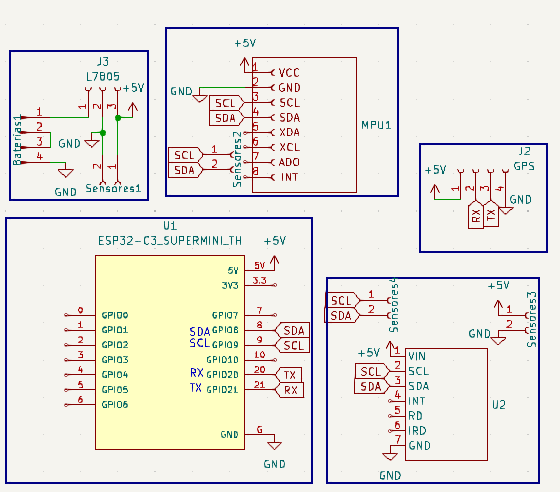 J3
L7805
+5V
1
2
3
Baterias1
1
2
3
4
GND
GND
2
1
Sensores1
+5V
GND
SCL
SDA
SCL
SDA
1
2
Sensores2
1 VCC
2 GND
3 SCL
4 SDA
5 XDA
6 XCL
7 ADO
8 INT
MPU1
J2
GPS
+5V
1
2
3
4
RX
TX
GND
U1
ESP32-C3_SUPERMINI_TH
+5V
5V 5V
3V3 3.3
0 GPIO0
1 GPIO1
2 GPIO2
3 GPIO3
4 GPIO4
5 GPIO5
6 GPIO6
GPIO7 7
SDA GPIO8 8 SDA
SCL GPIO9 9 SCL
GPIO10 10
RX GPIO20 20 TX
TX GPIO21 21 RX
GND G
GND
SCL 1
SDA 2
Sensores4
+5V
1
2
GND
Sensores3
+5V
1 VIN
SCL 2 SCL
SDA 3 SDA
4 INT
5 RD
6 IRD
7 GND
U2
GND